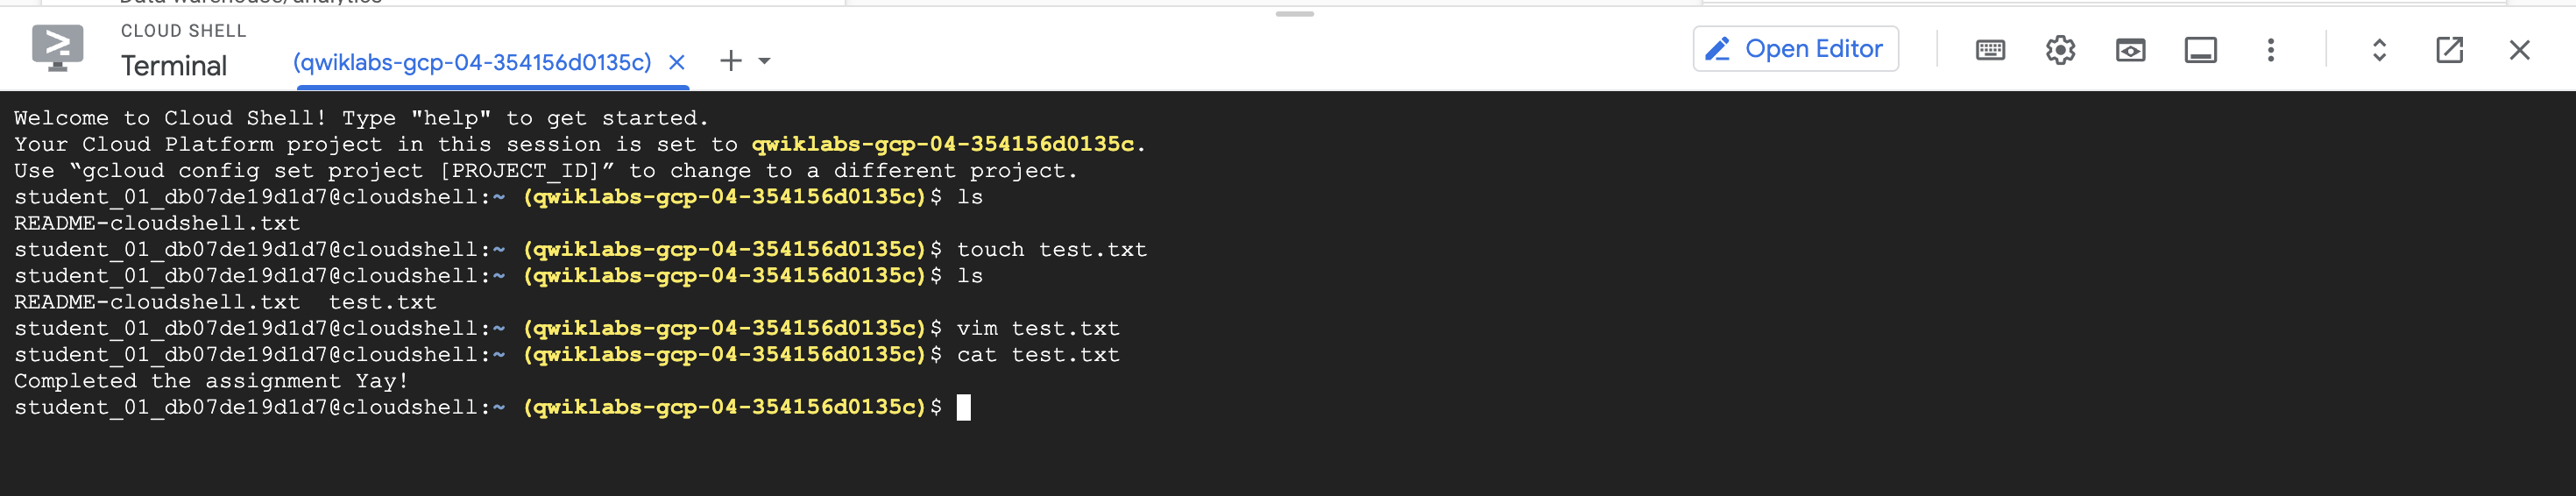 Data warehouse/analytics
CLOUD SHELL
Terminal
(qwiklabs-gcp-04-354156d0135c)
Open Editor
Welcome to Cloud Shell! Type "help" to get started.
Your Cloud Platform project in this session is set to qwiklabs-gcp-04-354156d0135c.
Use “gcloud config set project [PROJECT_ID]” to change to a different project.
student_01_db07de19d1d7@cloudshell:~ (qwiklabs-gcp-04-354156d0135c)$ ls
README-cloudshell.txt
student_01_db07de19d1d7@cloudshell:~ (qwiklabs-gcp-04-354156d0135c)$ touch test.txt
student_01_db07de19d1d7@cloudshell:~ (qwiklabs-gcp-04-354156d0135c)$ ls
README-cloudshell.txt  test.txt
student_01_db07de19d1d7@cloudshell:~ (qwiklabs-gcp-04-354156d0135c)$ vim test.txt
student_01_db07de19d1d7@cloudshell:~ (qwiklabs-gcp-04-354156d0135c)$ cat test.txt
Completed the assignment Yay!
student_01_db07de19d1d7@cloudshell:~ (qwiklabs-gcp-04-354156d0135c)$